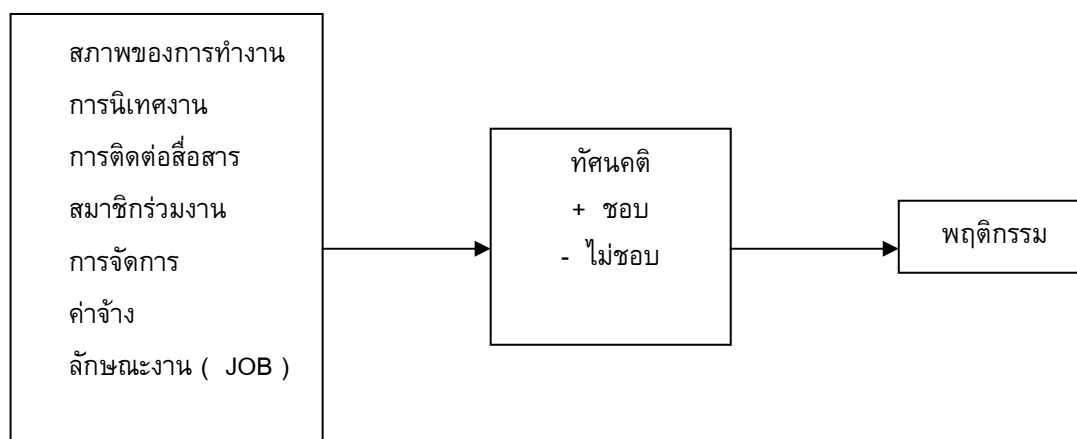 สภาพของการทำงาน
การนิเทศงาน
การติดต่อสื่อสาร
สมาชิกร่วมงาน
การจัดการ
ค่าจ้าง
ลักษณะงาน ( JOB )
ทัศนคติ
+ ชอบ
- ไม่ชอบ
พฤติกรรม